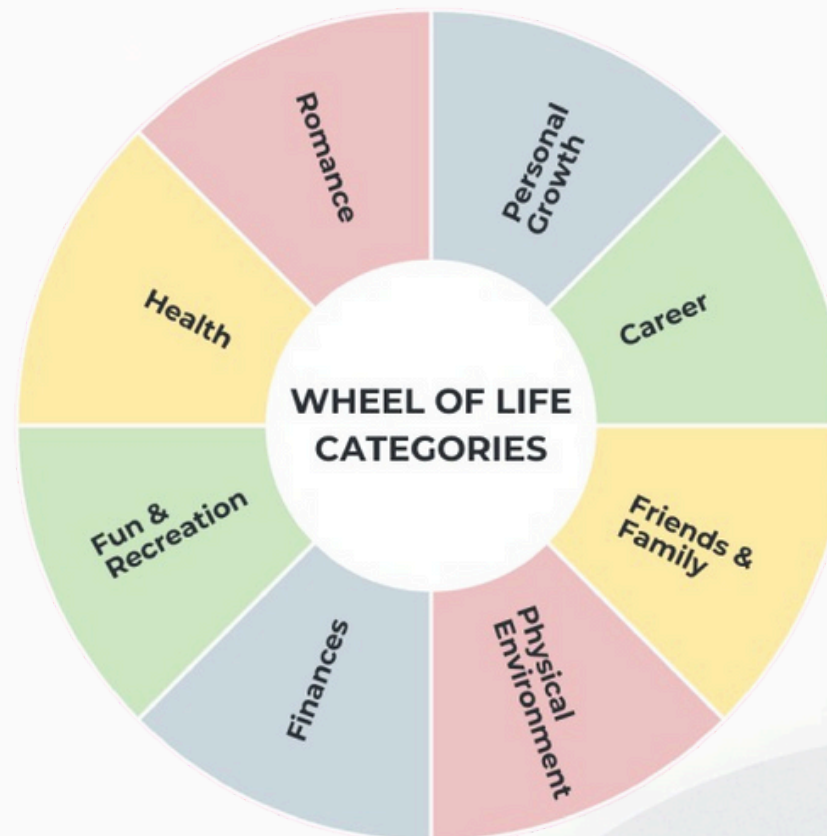 Romance
Personal
Growth
Health
Career
WHEEL OF LIFE
CATEGORIES
Fun &
Recreation
Friends &
Family
Finances
Physical
Environment